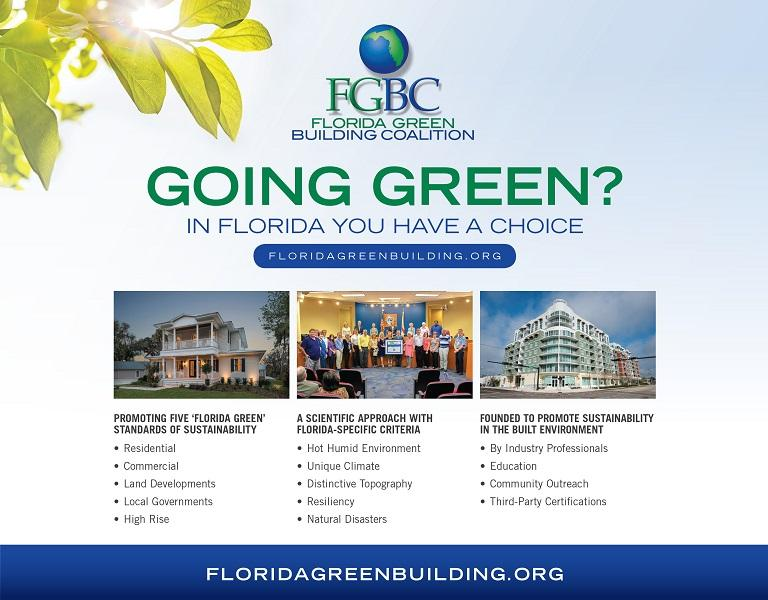 FGBC
FLORIDA GREEN
BUILDING COALITION
GOING GREEN?
IN FLORIDA YOU HAVE A CHOICE
FLORIDAGREENBUILDING.ORG
PROMOTING FIVE 'FLORIDA GREEN'
STANDARDS OF SUSTAINABILITY
• Residential
• Commercial
• Land Developments
• Local Governments
• High Rise
A SCIENTIFIC APPROACH WITH
FLORIDA-SPECIFIC CRITERIA
• Hot Humid Environment
• Unique Climate
• Distinctive Topography
• Resiliency
• Natural Disasters
FOUNDED TO PROMOTE SUSTAINABILITY
IN THE BUILT ENVIRONMENT
• By Industry Professionals
• Education
• Community Outreach
• Third-Party Certifications
FLORIDAGREENBUILDING.ORG